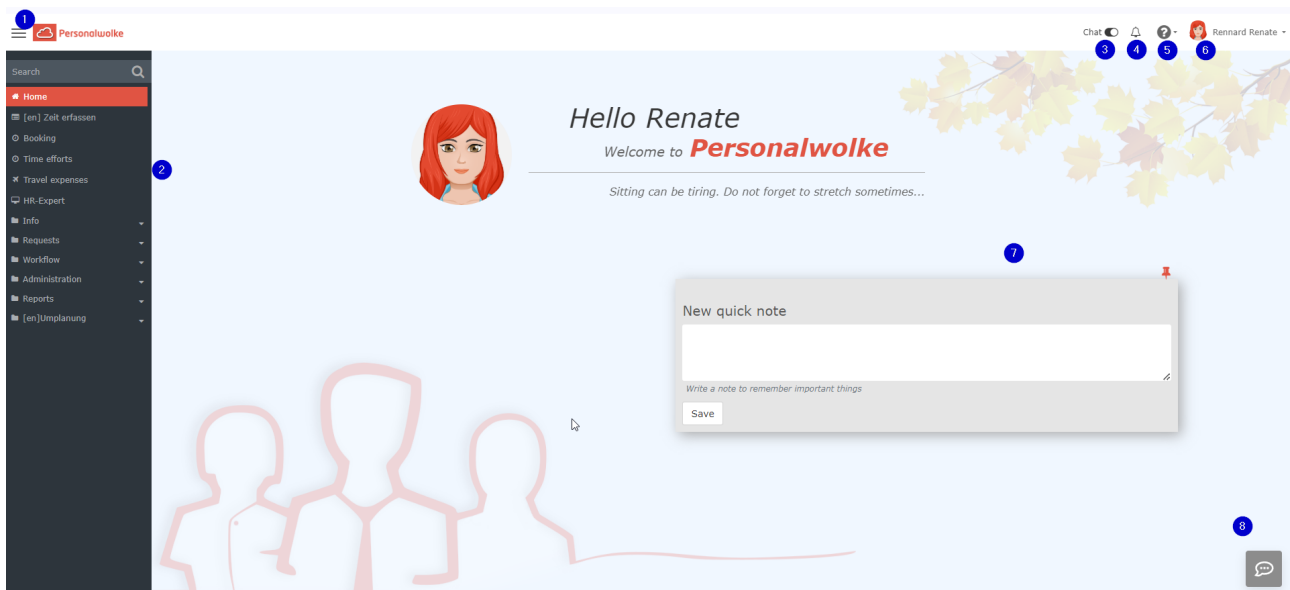 1
Personalwolke
Chat
Rennard Renate
3
4
5
6
Search
Home
[en] Zeit erfassen
Booking
Time efforts
Travel expenses
HR-Expert
Info
Requests
Workflow
Administration
Reports
[en]Umplanung
2
Hello Renate
Welcome to Personalwolke
Sitting can be tiring. Do not forget to stretch sometimes...
7
New quick note
Write a note to remember important things
Save
8